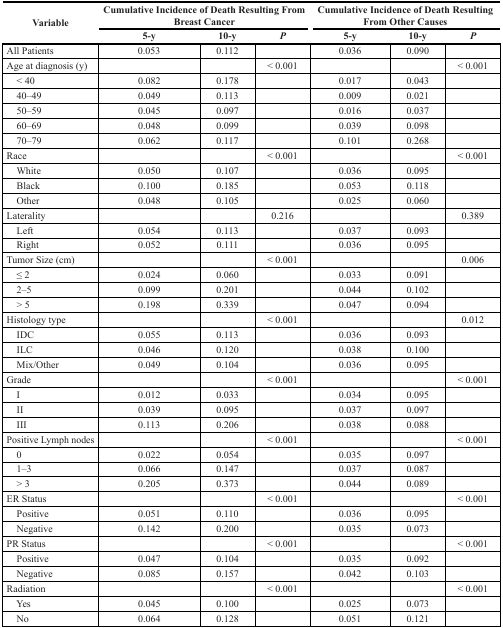 Variable Cumulative Incidence of Death Resulting From Breast Cancer Cumulative Incidence of Death Resulting From Other Causes
5-y 10-y P 5-y 10-y P
All Patients 0.053 0.112 0.036 0.090
Age at diagnosis (y) < 0.001 < 0.001
< 40 0.082 0.178 0.017 0.043
40–49 0.049 0.113 0.009 0.021
50–59 0.045 0.097 0.016 0.037
60–69 0.048 0.099 0.039 0.098
70–79 0.062 0.117 0.101 0.268
Race < 0.001 < 0.001
White 0.050 0.107 0.036 0.095
Black 0.100 0.185 0.053 0.118
Other 0.048 0.105 0.025 0.060
Laterality 0.216 0.389
Left 0.054 0.113 0.037 0.093
Right 0.052 0.111 0.036 0.095
Tumor Size (cm) < 0.001 0.006
≤ 2 0.024 0.060 0.033 0.091
2–5 0.099 0.201 0.044 0.102
> 5 0.198 0.339 0.047 0.094
Histology type < 0.001 0.012
IDC 0.055 0.113 0.036 0.093
ILC 0.046 0.120 0.038 0.100
Mix/Other 0.049 0.104 0.036 0.095
Grade < 0.001 < 0.001
I 0.012 0.033 0.034 0.095
II 0.039 0.095 0.037 0.097
III 0.113 0.206 0.038 0.088
Positive Lymph nodes < 0.001 < 0.001
0 0.022 0.054 0.035 0.097
1–3 0.066 0.147 0.037 0.087
> 3 0.205 0.373 0.044 0.089
ER Status < 0.001 < 0.001
Positive 0.051 0.110 0.036 0.095
Negative 0.142 0.200 0.035 0.073
PR Status < 0.001 < 0.001
Positive 0.047 0.104 0.035 0.092
Negative 0.085 0.157 0.042 0.103
Radiation < 0.001 < 0.001
Yes 0.045 0.100 0.025 0.073
No 0.064 0.128 0.051 0.121